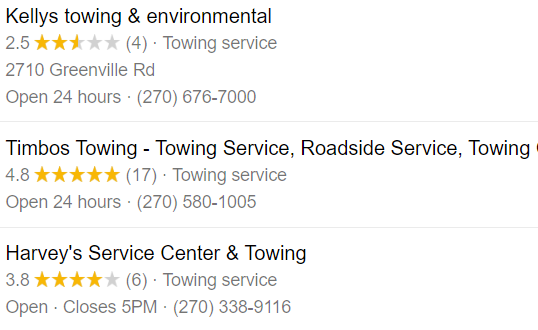 Kellys towing & environmental
2.5 (4) · Towing service
2710 Greenville Rd
Open 24 hours · (270) 676-7000
Timbos Towing - Towing Service, Roadside Service, Towing
4.8 (17) · Towing service
Open 24 hours · (270) 580-1005
Harvey's Service Center & Towing
3.8 (6) · Towing service
Open · Closes 5PM · (270) 338-9116